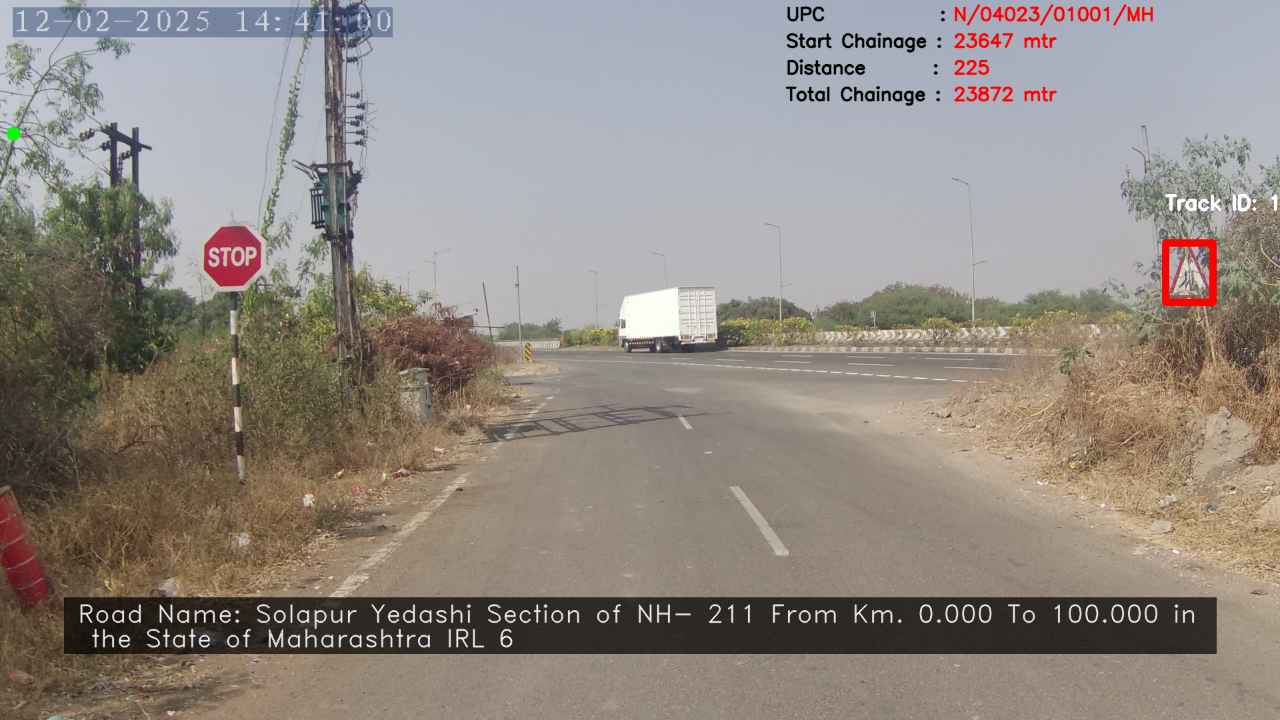 12-02-2025 14:41:00
UPC : N/04023/01001/MH
Start Chainage : 23647 mtr
Distance : 225
Total Chainage : 23872 mtr
Track ID: 1
STOP
Road Name: Solapur Yedashi Section of NH- 211 From Km. 0.000 To 100.000 in
the State of Maharashtra IRL 6